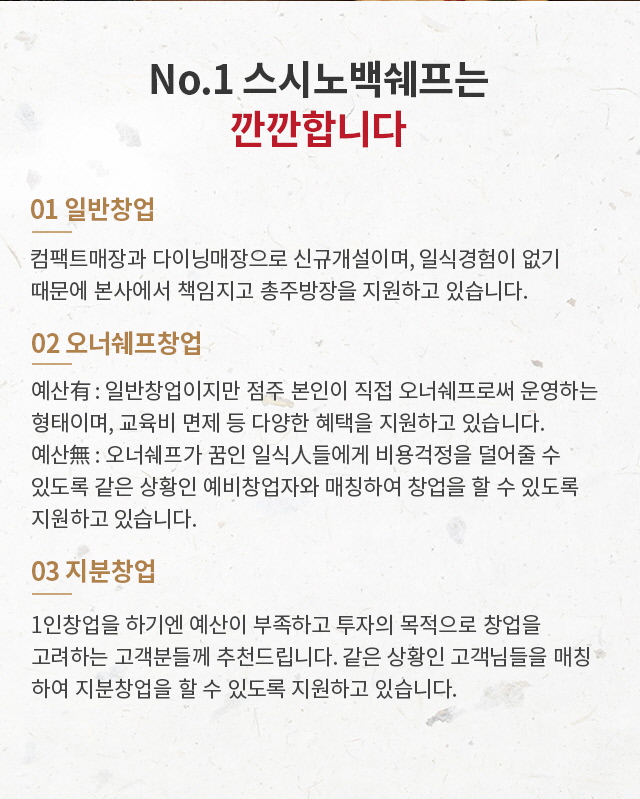 No.1 스시노백쉐프는
깐깐합니다
01 일반창업
컴팩트매장과 다이닝매장으로 신규개설이며, 일식경험이 없기
때문에 본사에서 책임지고 총주방장을 지원하고 있습니다.
02 오너쉐프창업
예산有 : 일반창업이지만 점주 본인이 직접 오너쉐프로써 운영하는
형태이며, 교육비 면제 등 다양한 혜택을 지원하고 있습니다.
예산無 : 오너쉐프가 꿈인 일식人들에게 비용걱정을 덜어줄 수
있도록 같은 상황인 예비창업자와 매칭하여 창업을 할 수 있도록
지원하고 있습니다.
03 지분창업
1인창업을 하기엔 예산이 부족하고 투자의 목적으로 창업을
고려하는 고객분들께 추천드립니다. 같은 상황인 고객님들을 매칭
하여 지분창업을 할 수 있도록 지원하고 있습니다.